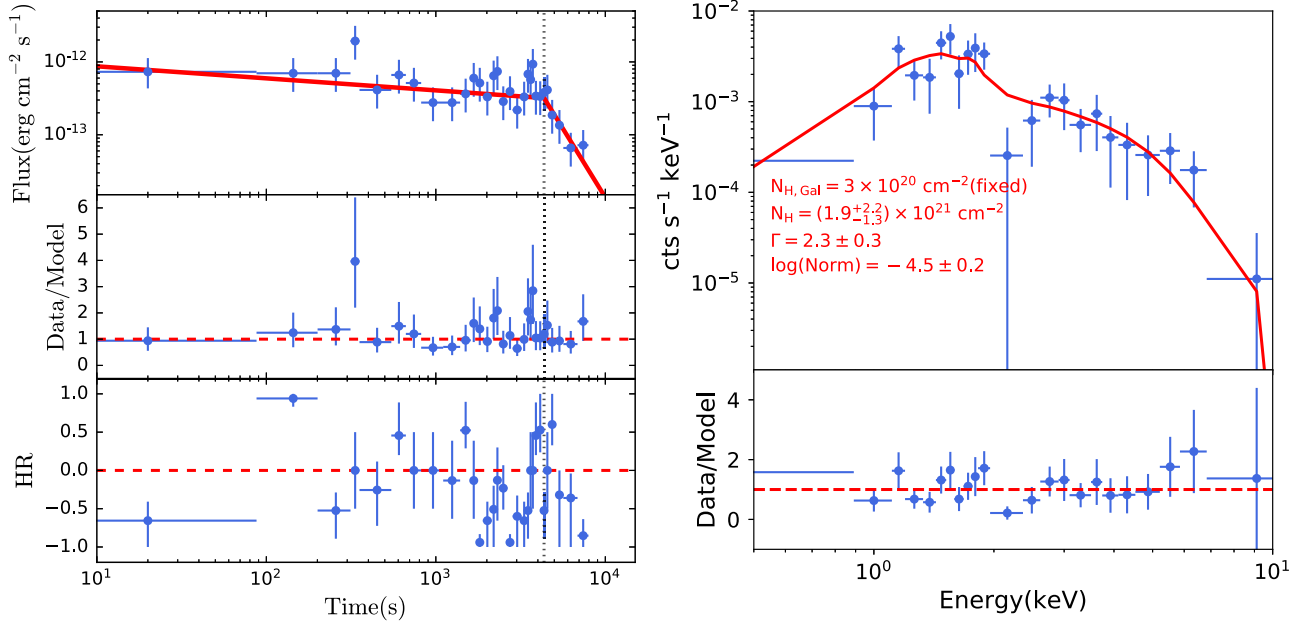 Flux(erg cm⁻² s⁻¹)
10⁻¹²
10⁻¹³
Data/Model
6
5
4
3
2
1
0
HR
1.0
0.5
0.0
−0.5
−1.0
10¹
10²
10³
10⁴
Time(s)
cts s⁻¹ keV⁻¹
10⁻²
10⁻³
10⁻⁴
10⁻⁵
N_H, Gal = 3 × 10²⁰ cm⁻²(fixed)
N_H = (1.9^{+2.2}_{−1.3}) × 10²¹ cm⁻²
Γ = 2.3 ± 0.3
log(Norm) = − 4.5 ± 0.2
Data/Model
4
2
0
10⁰
10¹
Energy(keV)